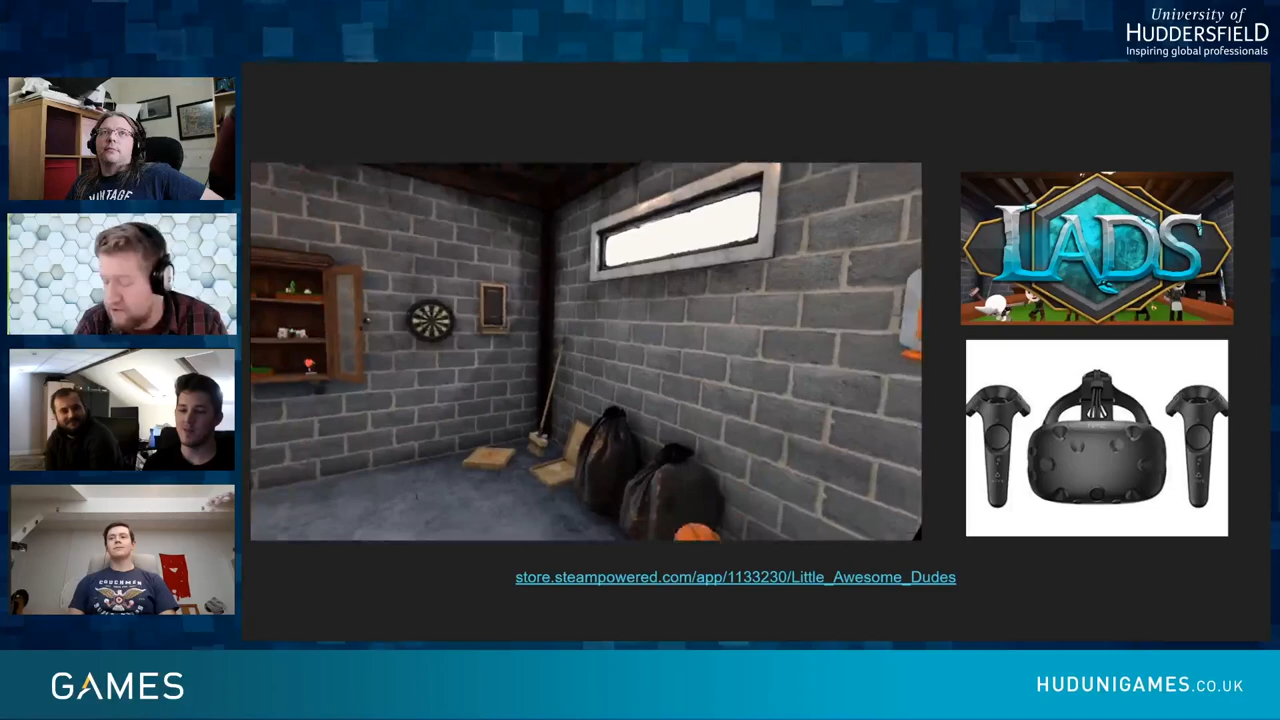 University of
HUDDERSFIELD
Inspiring global professionals
LADS
store.steampowered.com/app/1133230/Little_Awesome_Dudes
GAMES
HUDUNIGAMES.CO.UK